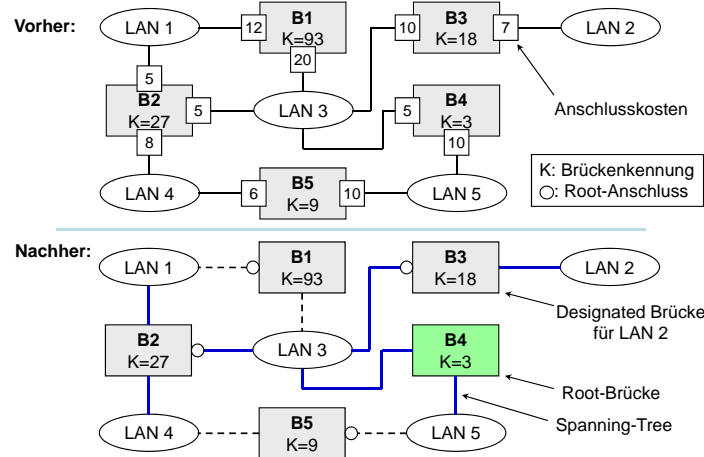 Vorher:
LAN 1
12
B1
K=93
20
10
B3
K=18
7
LAN 2
5
B2
K=27
5
8
LAN 3
5
B4
K=3
10
Anschlusskosten
LAN 4
6
B5
K=9
10
LAN 5
K: Brückenkennung
: Root-Anschluss
Nachher:
LAN 1
B1
K=93
B3
K=18
LAN 2
Designated Brücke
für LAN 2
B2
K=27
LAN 3
B4
K=3
Root-Brücke
LAN 4
B5
K=9
LAN 5
Spanning-Tree